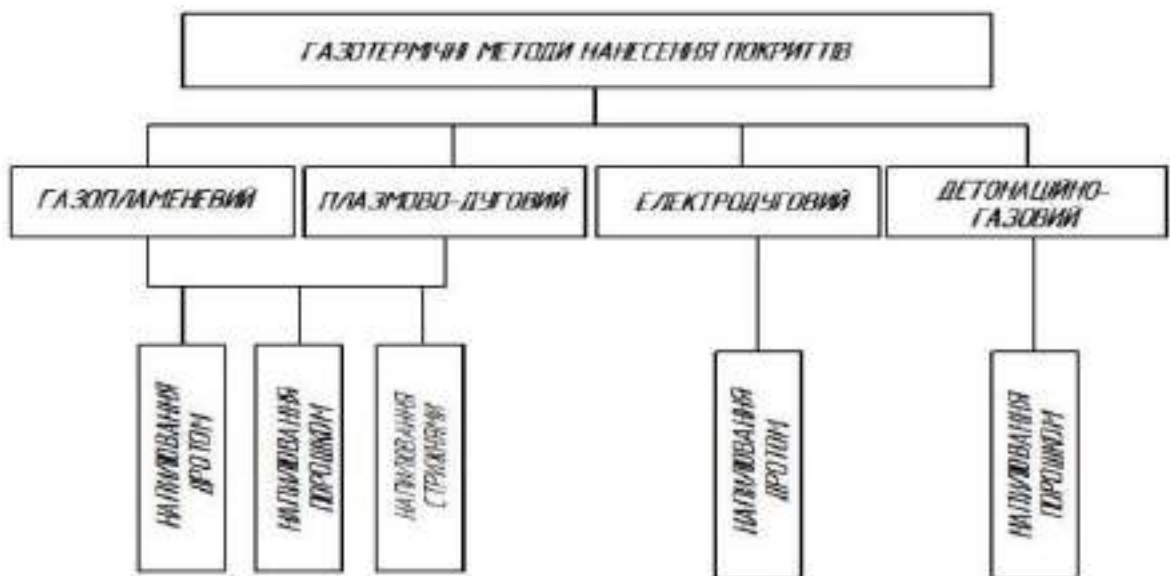 ГАЗОТЕРМІЧНІ МЕТОДИ НАНЕСЕННЯ ПОКРИТТІВ
ГАЗОПЛАМЕНЕВИЙ
ПЛАЗМОВО-ДУГОВИЙ
ЕЛЕКТРОДУГОВИЙ
ДЕТОНАЦІЙНО-
ГАЗОВИЙ
НАПИЛЮВАННЯ
ДРОТОМ
НАПИЛЮВАННЯ
ПОРОШКОМ
НАПИЛЮВАННЯ
СТРИЖНЯМИ
НАПИЛЮВАННЯ
ДРОТОМ
НАПИЛЮВАННЯ
ПОРОШКОМ